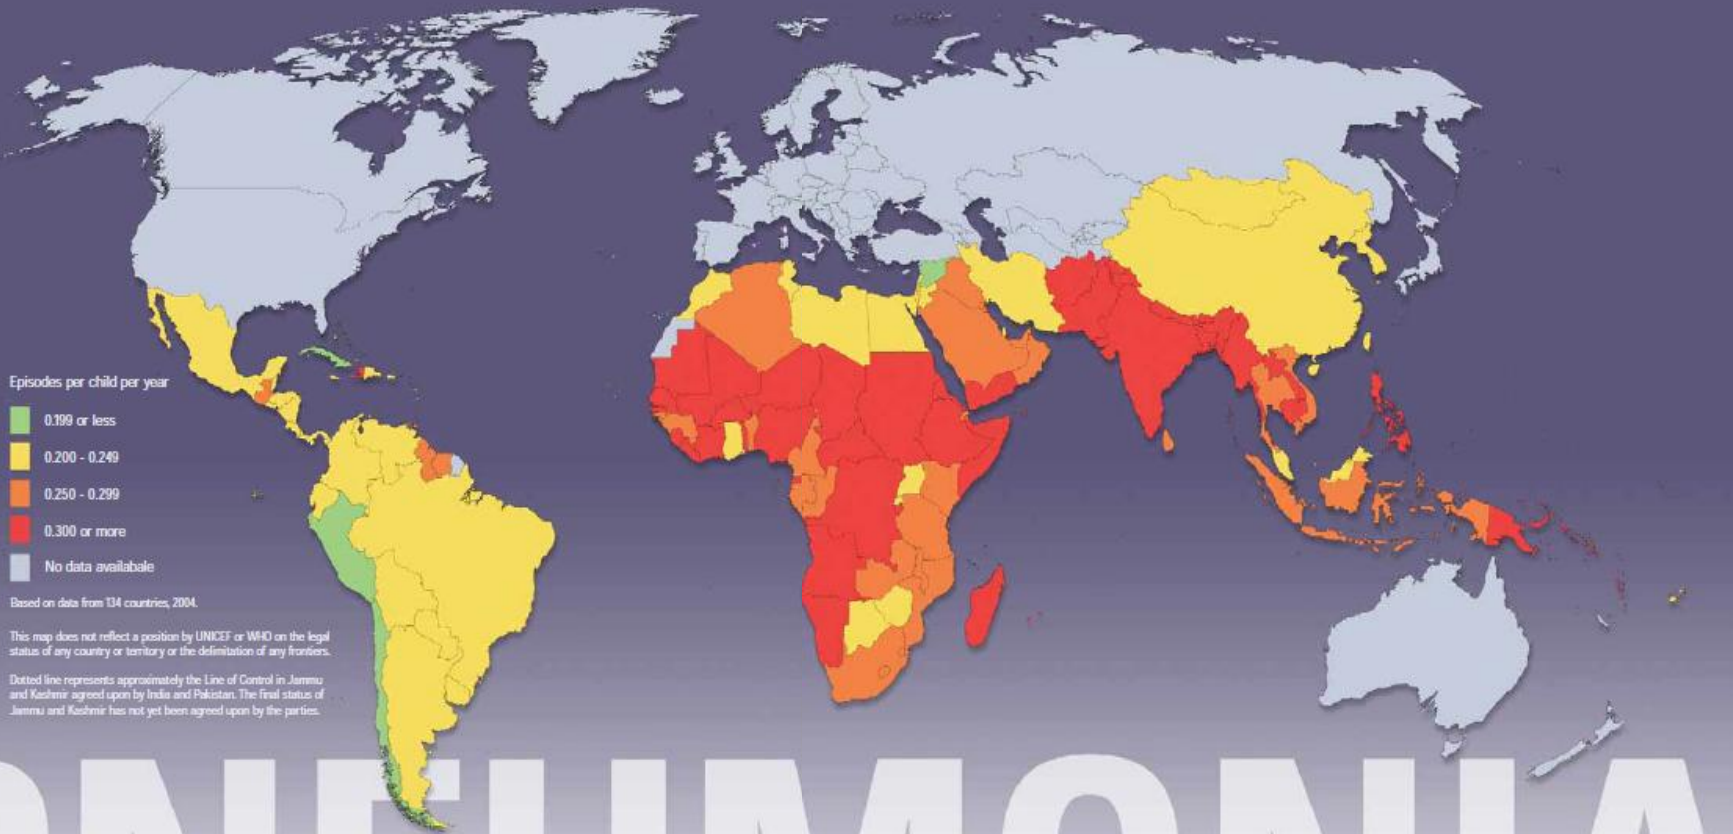 Episodes per child per year
0.199 or less
0.200 - 0.249
0.250 - 0.299
0.300 or more
No data availabale
Based on data from 134 countries, 2004.
This map does not reflect a position by UNICEF or WHO on the legal
status of any country or territory or the delimitation of any frontiers.
Dotted line represents approximately the Line of Control in Jammu
and Kashmir agreed upon by India and Pakistan. The final status of
Jammu and Kashmir has not yet been agreed upon by the parties.
PNEUMONIA